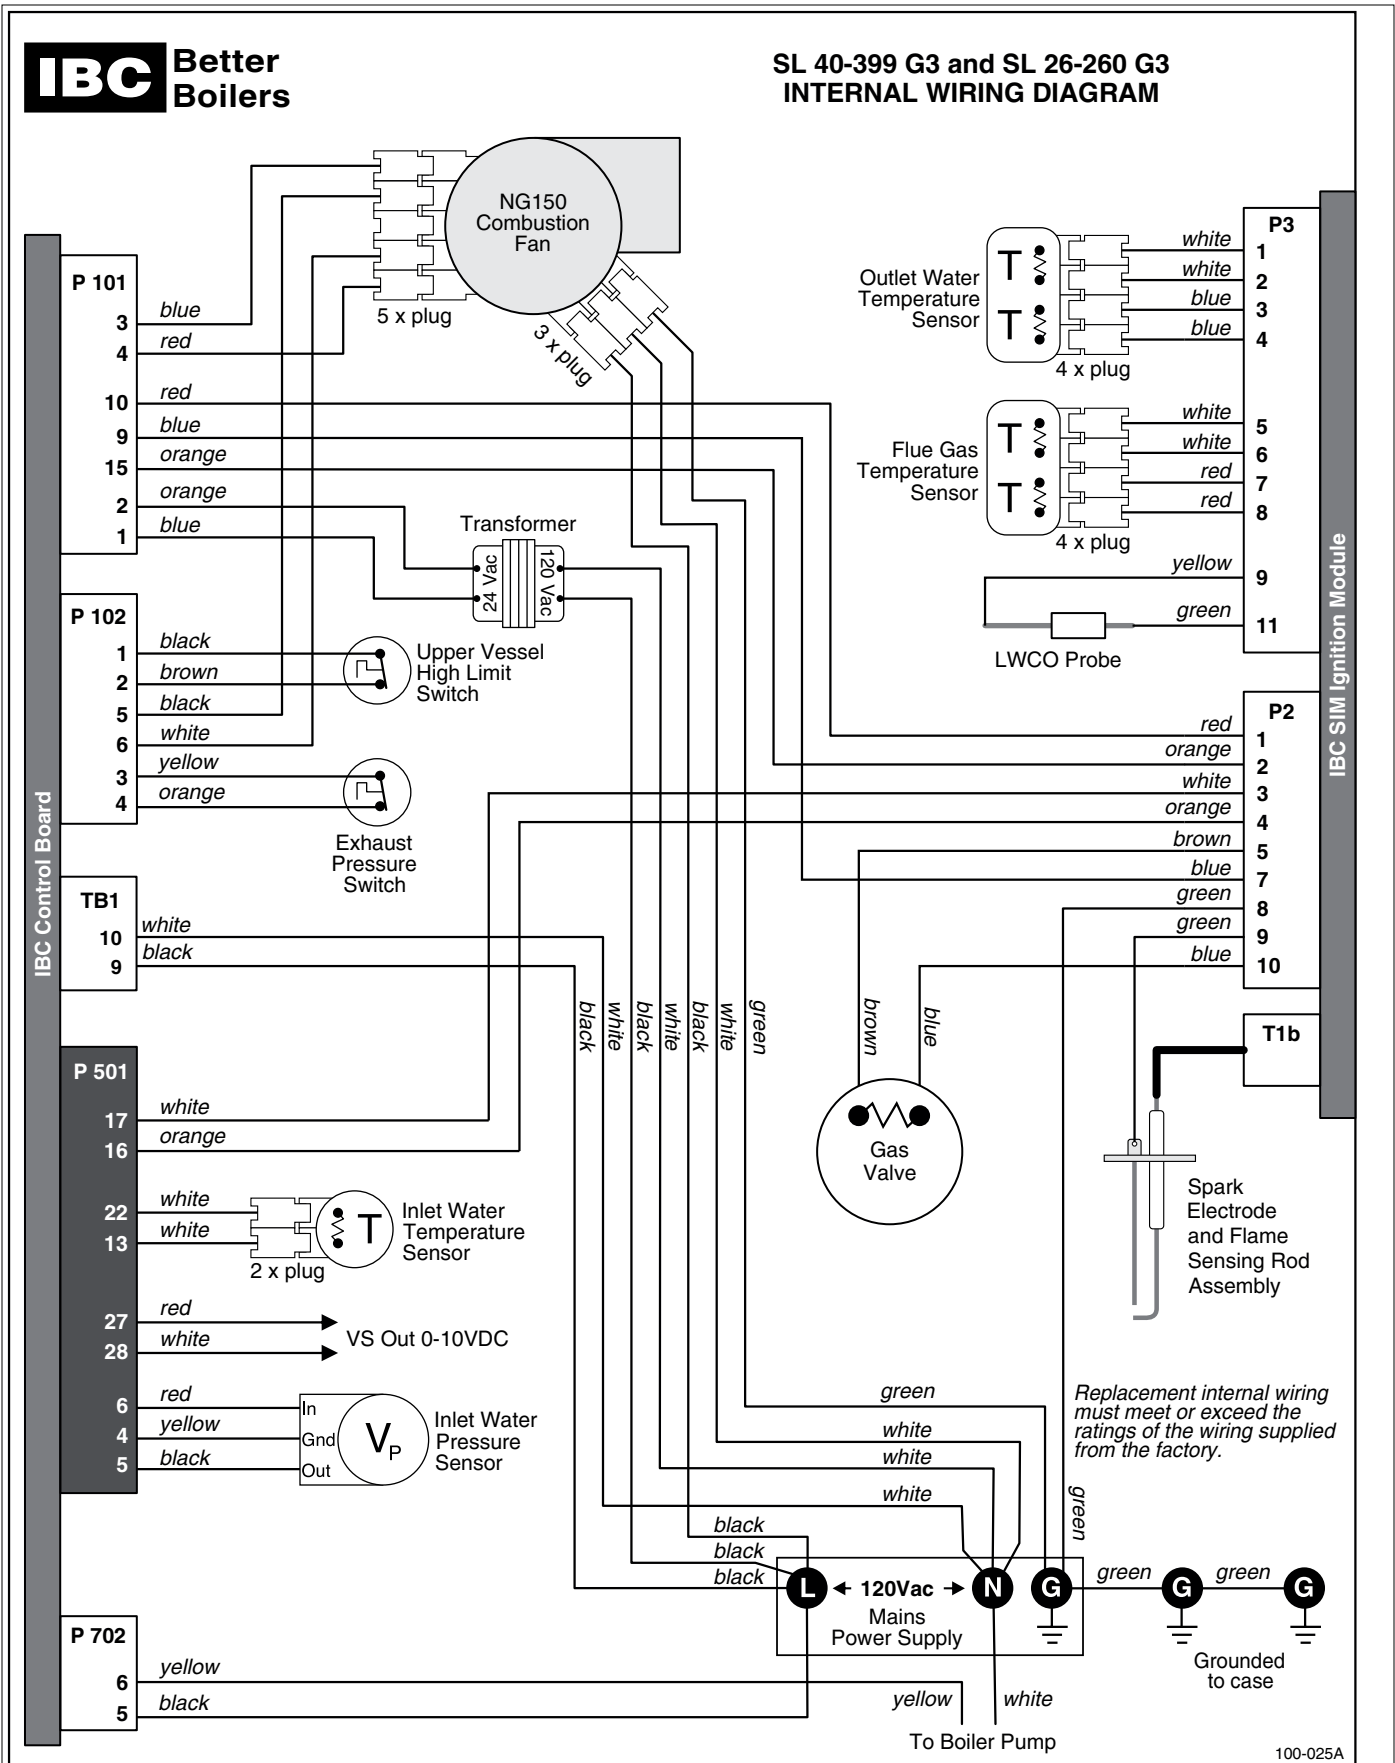 IBC Better
Boilers
SL 40-399 G3 and SL 26-260 G3
INTERNAL WIRING DIAGRAM
NG150
Combustion
Fan
5 x plug
3 x plug
IBC Control Board
P 101
3 blue
4 red
10 red
9 blue
15 orange
2 orange
1 blue
Transformer
24 Vac
120 Vac
P 102
1 black
2 brown
5 black
6 white
3 yellow
4 orange
Upper Vessel
High Limit
Switch
Exhaust
Pressure
Switch
TB1
10 white
9 black
P 501
17 white
16 orange
22 white
13 white
T
Inlet Water
Temperature
Sensor
2 x plug
27 red
28 white
VS Out 0-10VDC
6 red
4 yellow
5 black
In
Gnd
Out
VP
Inlet Water
Pressure
Sensor
P 702
6 yellow
5 black
IBC SIM Ignition Module
P3
white 1
white 2
blue 3
blue 4
T
T
Outlet Water
Temperature
Sensor
4 x plug
white 5
white 6
red 7
red 8
T
T
Flue Gas
Temperature
Sensor
4 x plug
yellow 9
green 11
LWCO Probe
P2
red 1
orange 2
white 3
orange 4
brown 5
blue 7
green 8
green 9
blue 10
T1b
black
white
black
white
black
white
green
brown
blue
Gas
Valve
Spark
Electrode
and Flame
Sensing Rod
Assembly
Replacement internal wiring
must meet or exceed the
ratings of the wiring supplied
from the factory.
green
white
white
white
green
black
black
black
L 120Vac N G green G green G
Mains
Power Supply
Grounded
to case
yellow white
To Boiler Pump
100-025A